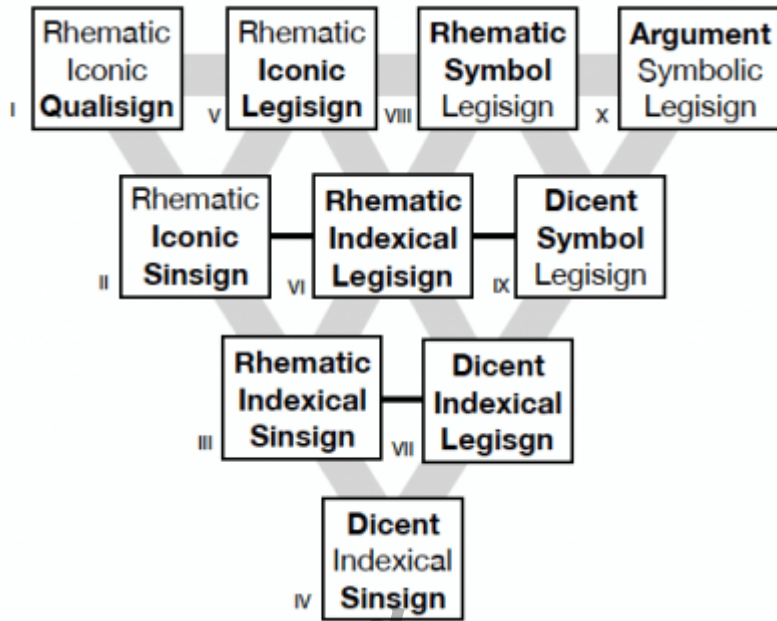 Rhematic
Iconic
Qualisign
I
Rhematic
Iconic
Legisign
V
Rhematic
Symbol
Legisign
VIII
Argument
Symbolic
Legisign
X
Rhematic
Iconic
Sinsign
II
Rhematic
Indexical
Legisign
VI
Dicent
Symbol
Legisign
IX
Rhematic
Indexical
Sinsign
III
Dicent
Indexical
Legisgn
VII
Dicent
Indexical
Sinsign
IV